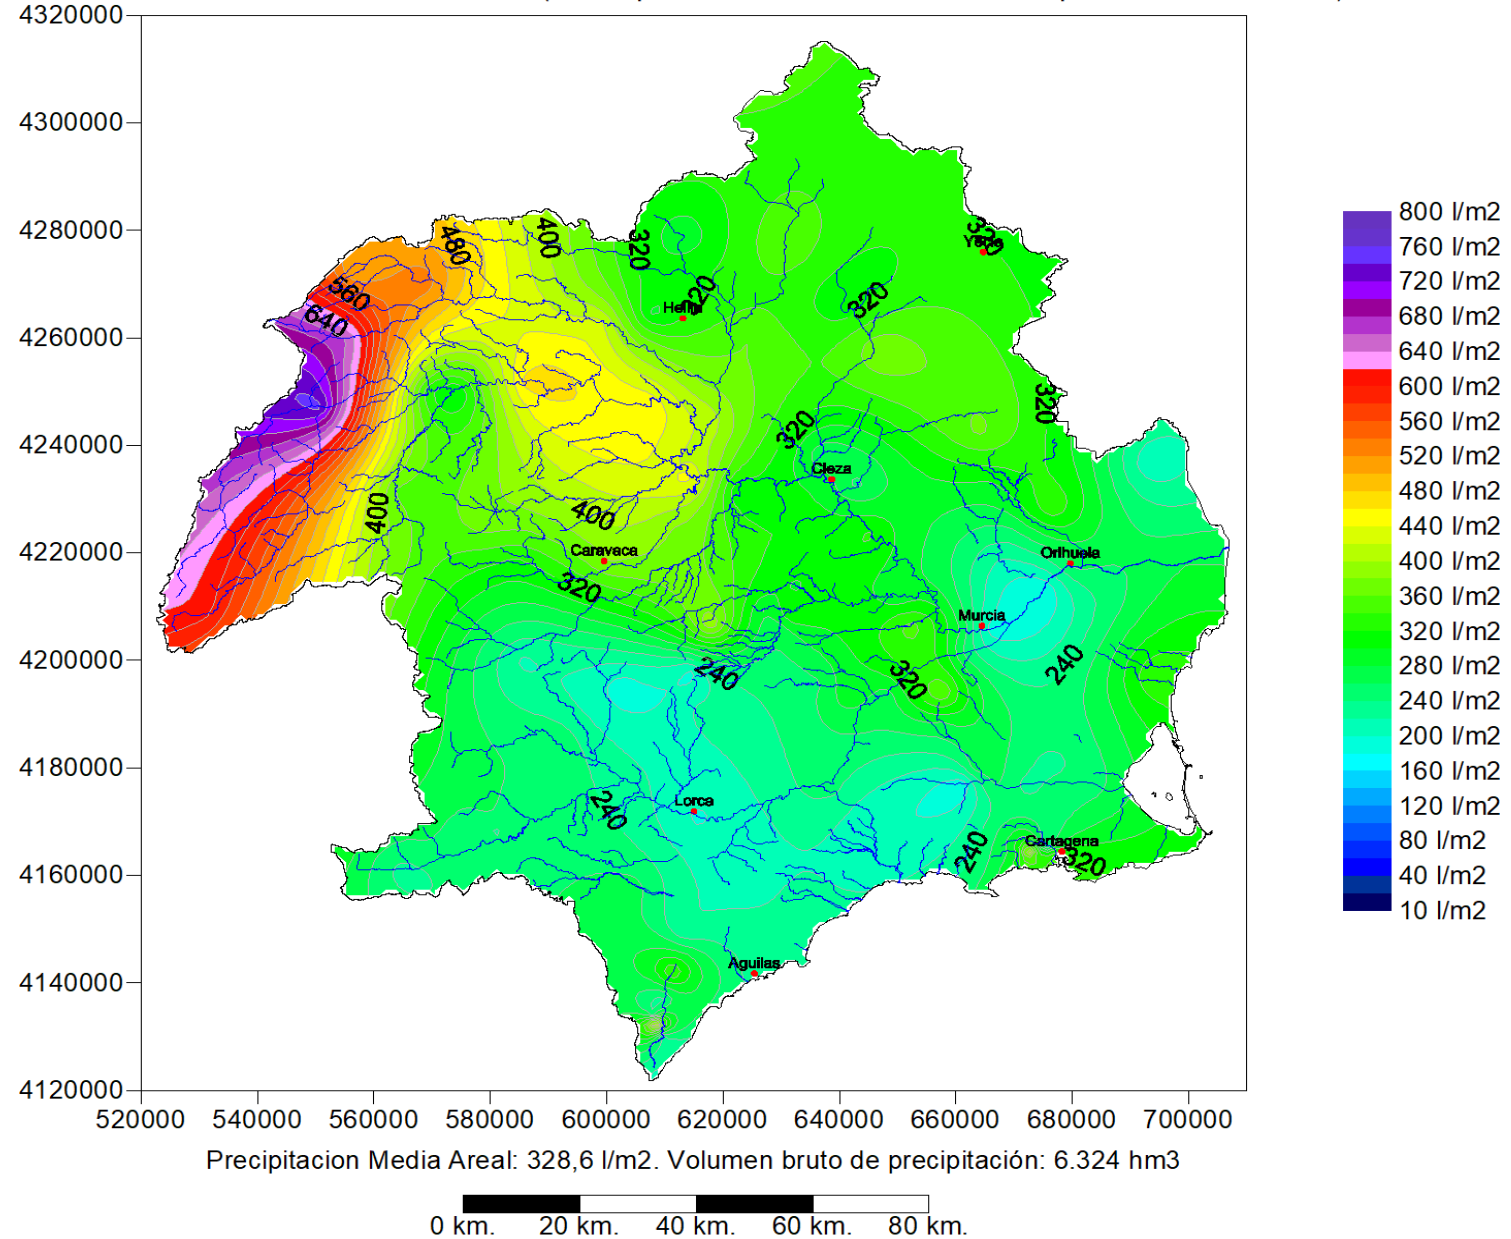 4320000
4300000
4280000
4260000
4240000
4220000
4200000
4180000
4160000
4140000
4120000
520000 540000 560000 580000 600000 620000 640000 660000 680000 700000
480
400
320
320
560
640
320
320
Hellin
320
320
Cieza
400
400
Caravaca
320
Orihuela
Murcia
240
240
320
Lorca
240
240
Cartagena
320
Aguilas
800 l/m2
760 l/m2
720 l/m2
680 l/m2
640 l/m2
600 l/m2
560 l/m2
520 l/m2
480 l/m2
440 l/m2
400 l/m2
360 l/m2
320 l/m2
280 l/m2
240 l/m2
200 l/m2
160 l/m2
120 l/m2
80 l/m2
40 l/m2
10 l/m2
Precipitacion Media Areal: 328,6 l/m2. Volumen bruto de precipitación: 6.324 hm3
0 km. 20 km. 40 km. 60 km. 80 km.